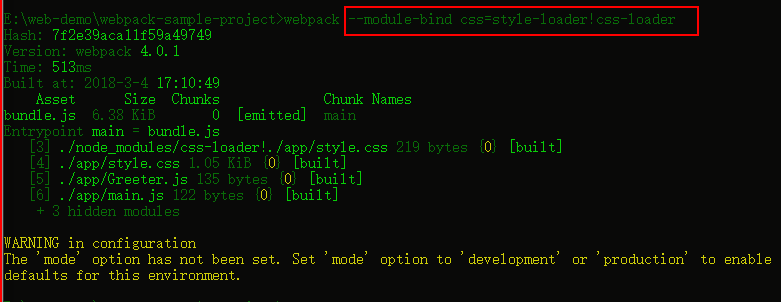 E:\web-demo\webpack-sample-project>webpack --module-bind css=style-loader!css-loader
Hash: 7f2e39aca11f59a49749
Version: webpack 4.0.1
Time: 513ms
Built at: 2018-3-4 17:10:49
Asset Size Chunks Chunk Names
bundle.js 6.38 KiB 0 [emitted] main
Entrypoint main = bundle.js
[3] ./node_modules/css-loader!./app/style.css 219 bytes {0} [built]
[4] ./app/style.css 1.05 KiB {0} [built]
[5] ./app/Greeter.js 135 bytes {0} [built]
[6] ./app/main.js 122 bytes {0} [built]
+ 3 hidden modules
WARNING in configuration
The 'mode' option has not been set. Set 'mode' option to 'development' or 'production' to enable
defaults for this environment.